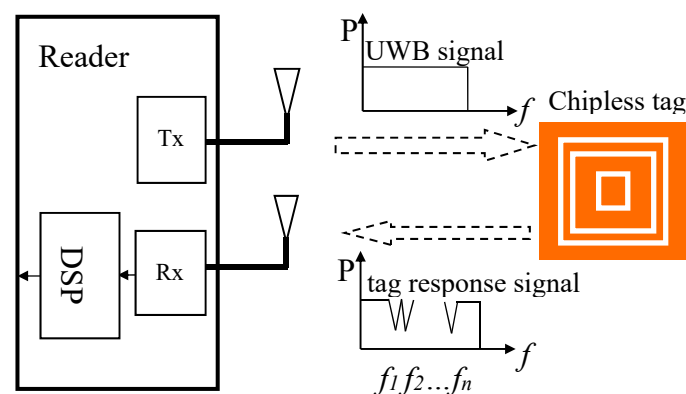 Reader
Tx
DSP
Rx
P
UWB signal
f
Chipless tag
P
tag response signal
f
f1 f2…fn